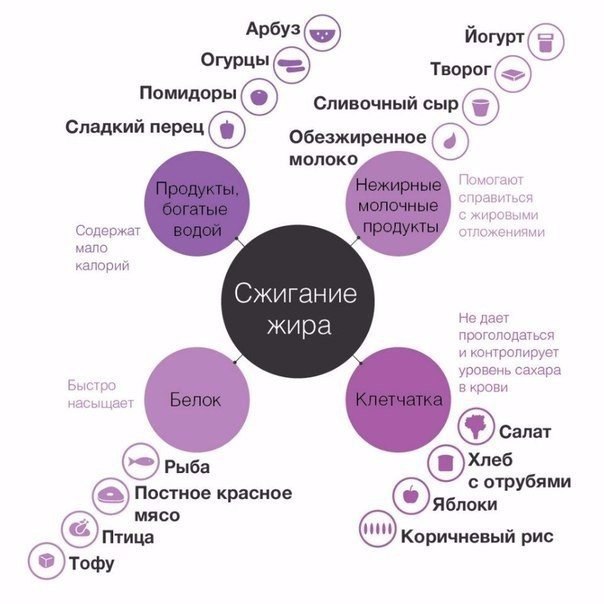 Арбуз
Огурцы
Помидоры
Сладкий перец
Йогурт
Творог
Сливочный сыр
Обезжиренное
молоко
Продукты,
богатые
водой
Содержат
мало
калорий
Нежирные
молочные
продукты
Помогают
справиться
с жировыми
отложениями
Сжигание
жира
Белок
Быстро
насыщает
Клетчатка
Не дает
проголодаться
и контролирует
уровень сахара
в крови
Рыба
Постное красное
мясо
Птица
Тофу
Салат
Хлеб
с отрубями
Яблоки
Коричневый рис